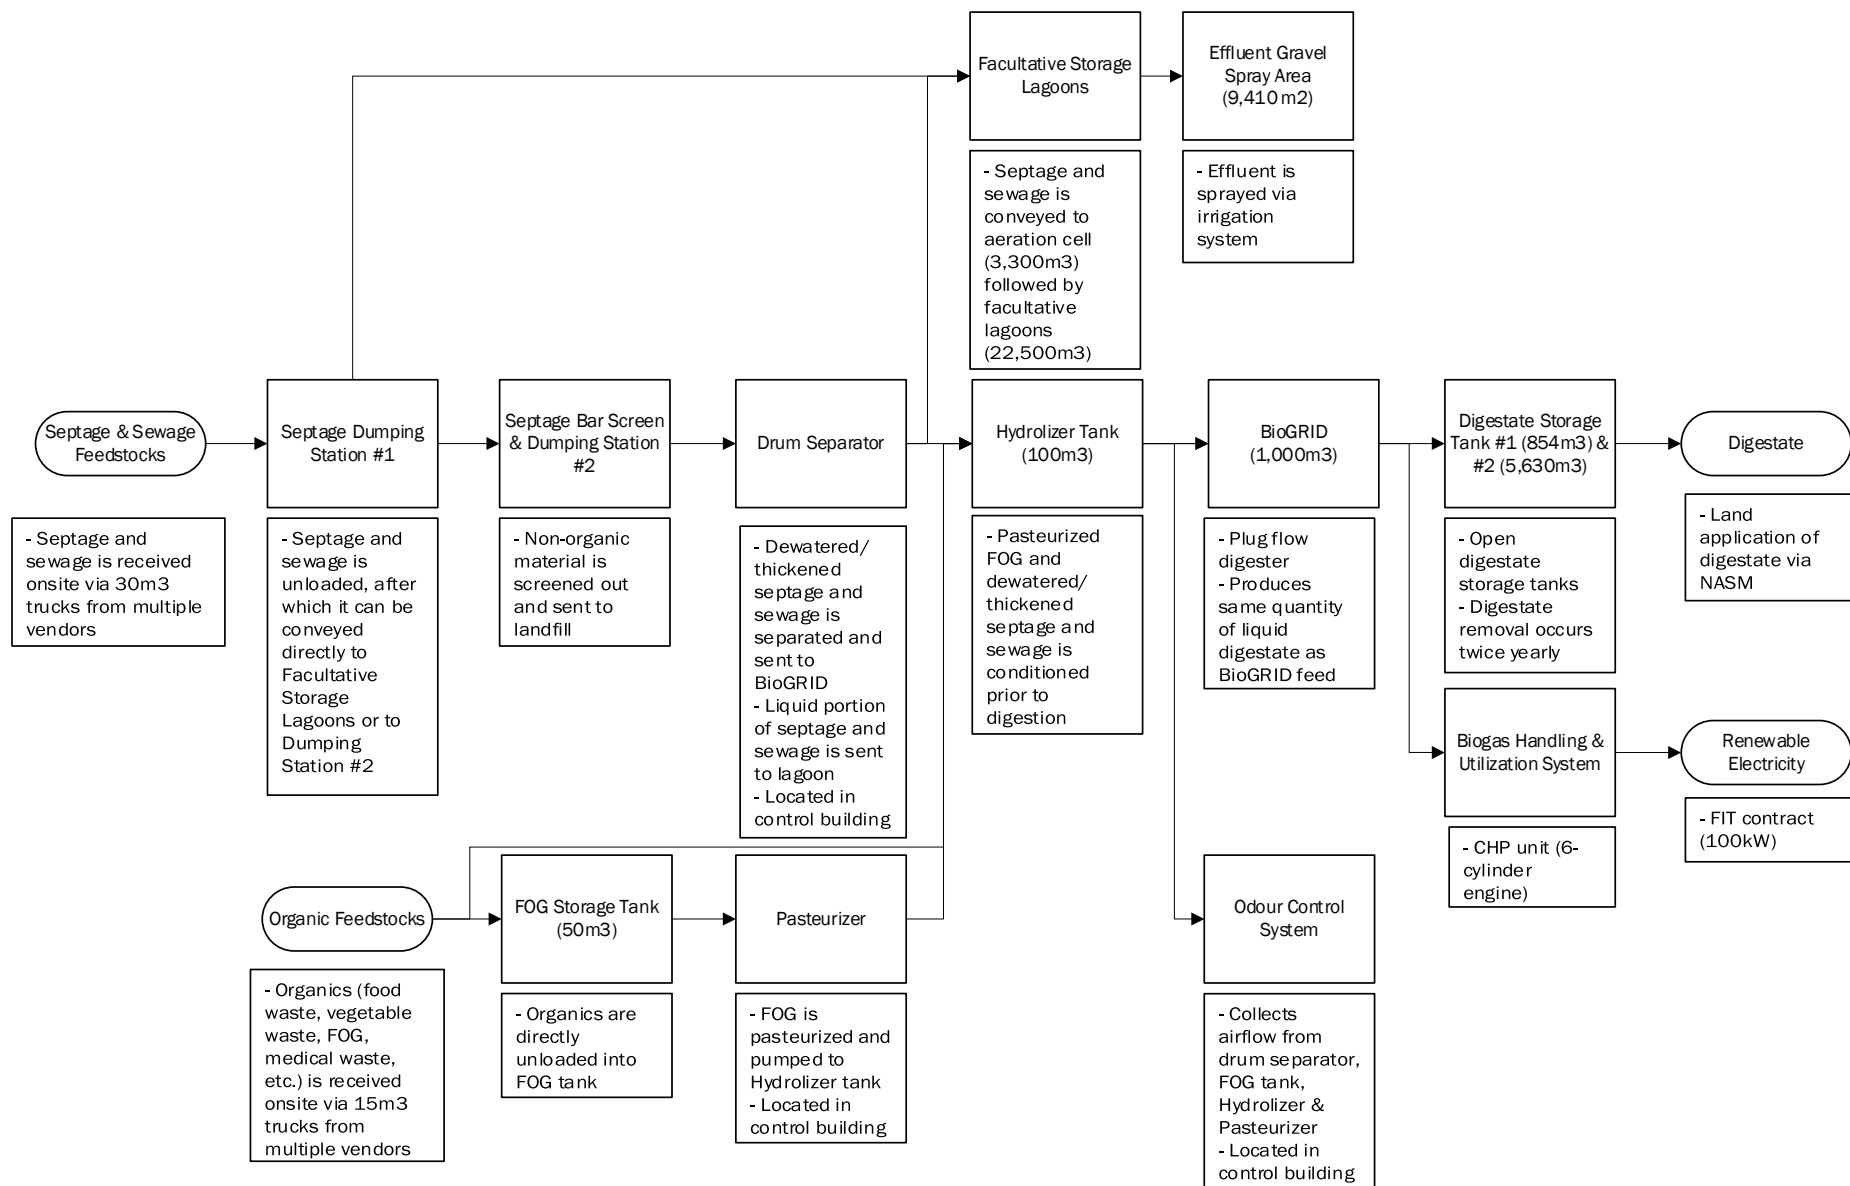 Facultative Storage
Lagoons
Effluent Gravel
Spray Area
(9,410 m2)
- Septage and
sewage is
conveyed to
aeration cell
(3,300m3)
followed by
facultative
lagoons
(22,500m3)
- Effluent is
sprayed via
irrigation
system
Septage & Sewage
Feedstocks
Septage Dumping
Station #1
Septage Bar Screen
& Dumping Station
#2
Drum Separator
Hydrolizer Tank
(100m3)
BioGRID
(1,000m3)
Digestate Storage
Tank #1 (854m3) &
#2 (5,630m3)
Digestate
- Septage and
sewage is received
onsite via 30m3
trucks from multiple
vendors
- Septage and
sewage is
unloaded, after
which it can be
conveyed
directly to
Facultative
Storage
Lagoons or to
Dumping
Station #2
- Non-organic
material is
screened out
and sent to
landfill
- Dewatered/
thickened
septage and
sewage is
separated and
sent to
BioGRID
- Liquid portion
of septage and
sewage is sent
to lagoon
- Located in
control building
- Pasteurized
FOG and
dewatered/
thickened
septage and
sewage is
conditioned
prior to
digestion
- Plug flow
digester
- Produces
same quantity
of liquid
digestate as
BioGRID feed
- Open
digestate
storage tanks
- Digestate
removal occurs
twice yearly
- Land
application of
digestate via
NASM
Biogas Handling &
Utilization System
Renewable
Electricity
- CHP unit (6-
cylinder
engine)
- FIT contract
(100kW)
Organic Feedstocks
FOG Storage Tank
(50m3)
Pasteurizer
Odour Control
System
- Organics (food
waste, vegetable
waste, FOG,
medical waste,
etc.) is received
onsite via 15m3
trucks from
multiple vendors
- Organics are
directly
unloaded into
FOG tank
- FOG is
pasteurized and
pumped to
Hydrolizer tank
- Located in
control building
- Collects
airflow from
drum separator,
FOG tank,
Hydrolizer &
Pasteurizer
- Located in
control building